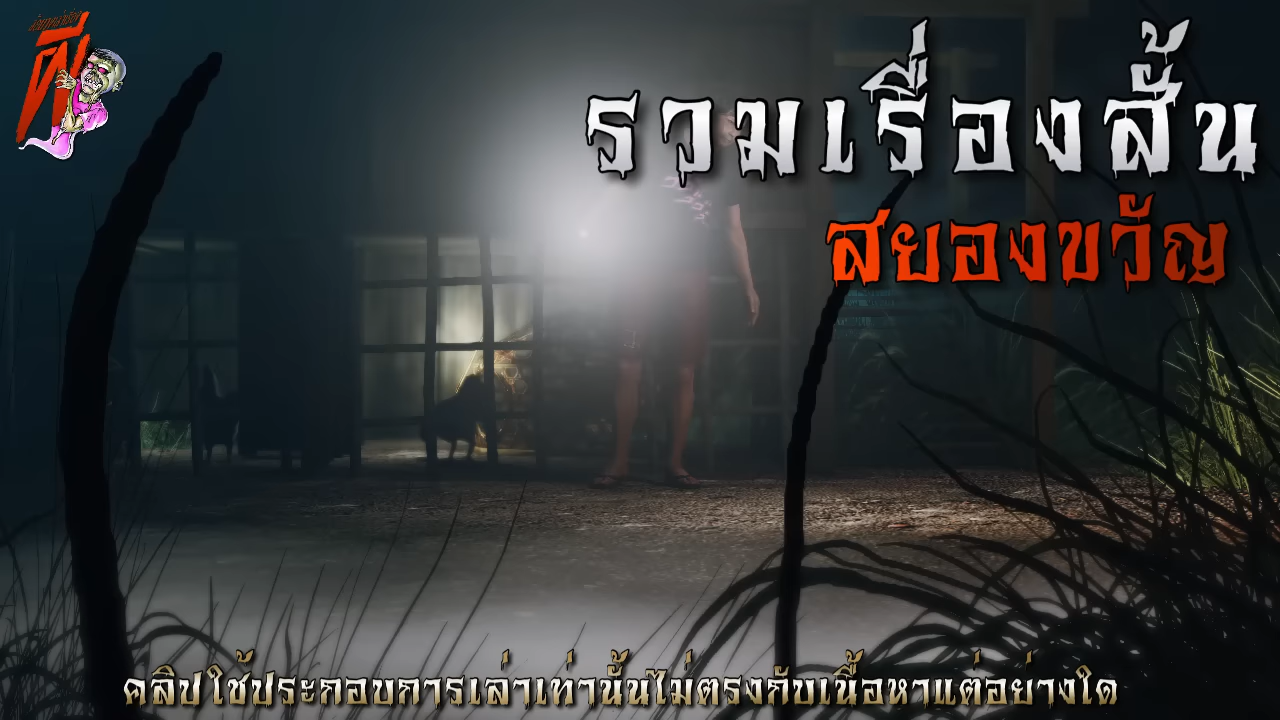 ผี
รวมเรื่องสั้น
สยองขวัญ
คลิปใช้ประกอบการเล่าเท่านั้นไม่ตรงกับเนื้อหาแต่อย่างใด